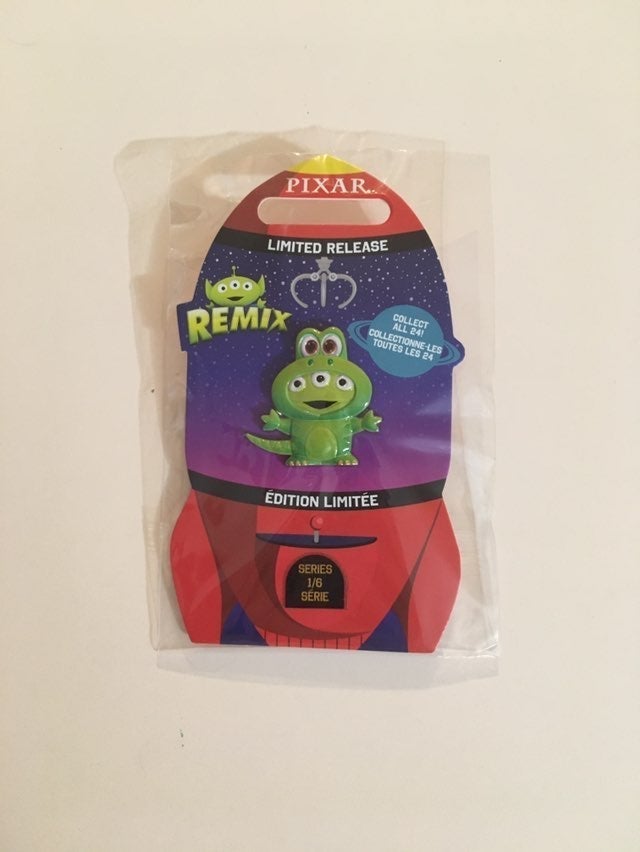 PIXAR
LIMITED RELEASE
REMIX
COLLECT
ALL 24!
COLLECTIONNE-LES
TOUTES LES 24
ÉDITION LIMITÉE
SERIES
1/6
SÉRIE